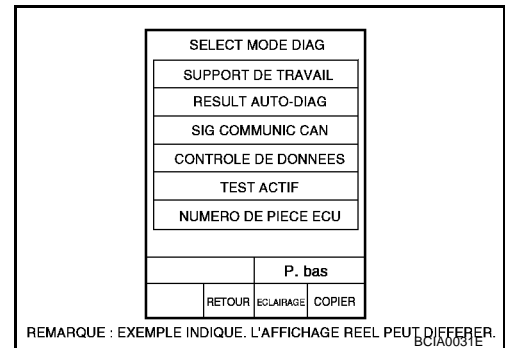 SELECT MODE DIAG
SUPPORT DE TRAVAIL
RESULT AUTO-DIAG
SIG COMMUNIC CAN
CONTROLE DE DONNEES
TEST ACTIF
NUMERO DE PIECE ECU
P. bas
RETOUR ECLAIRAGE COPIER
REMARQUE : EXEMPLE INDIQUE. L'AFFICHAGE REEL PEUT DIFFERER.
BCIA0031E